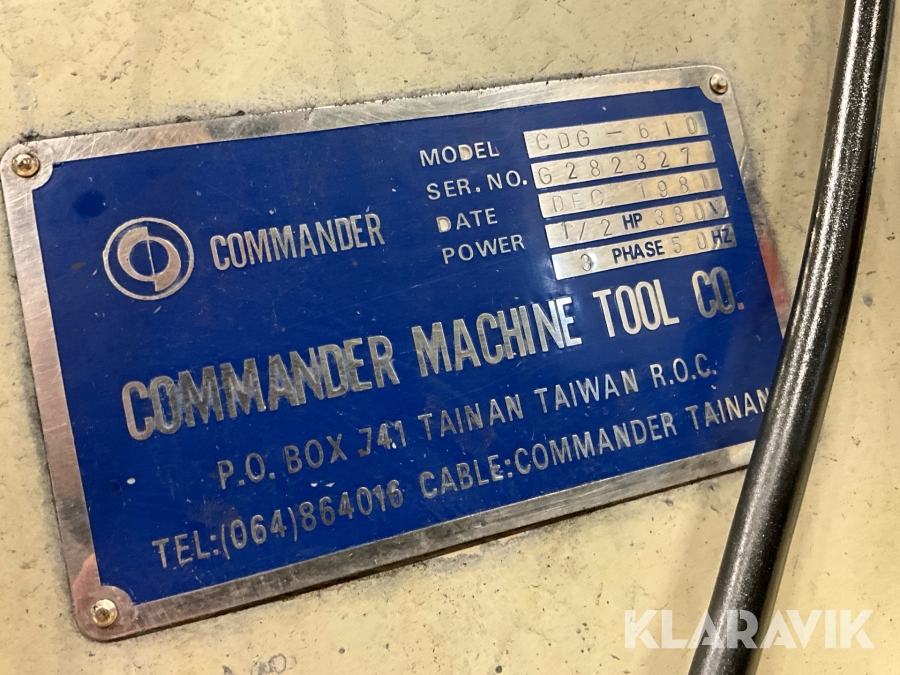 MODEL CDG-610
SER. NO. G282327
DATE DEC 1981
POWER 1/2 HP 380V
3 PHASE 50HZ
COMMANDER
COMMANDER MACHINE TOOL CO.
P.O. BOX 741 TAINAN TAIWAN R.O.C.
TEL:(064)864016 CABLE:COMMANDER TAINAN
KLARAVIK